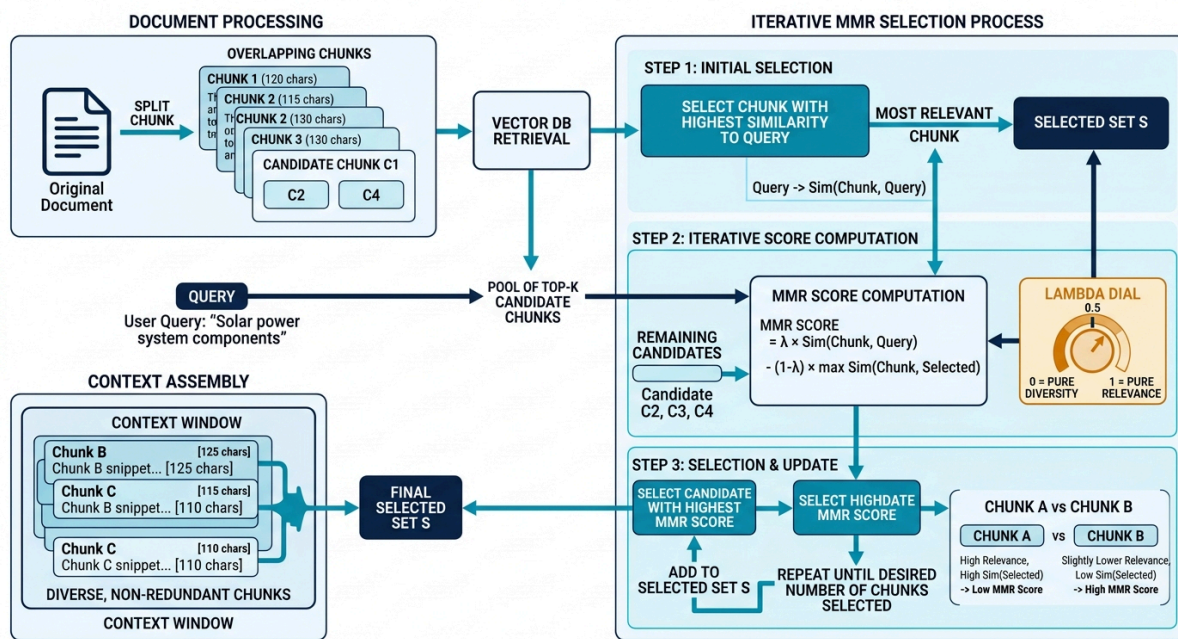 DOCUMENT PROCESSING
OVERLAPPING CHUNKS
CHUNK 1 (120 chars)
CHUNK 2 (115 chars)
CHUNK 2 (130 chars)
CHUNK 3 (130 chars)
CANDIDATE CHUNK C1
C2
C4
SPLIT
CHUNK
Original
Document
VECTOR DB
RETRIEVAL
QUERY
User Query: "Solar power
system components"
POOL OF TOP-K
CANDIDATE
CHUNKS
ITERATIVE MMR SELECTION PROCESS
STEP 1: INITIAL SELECTION
SELECT CHUNK WITH
HIGHEST SIMILARITY
TO QUERY
MOST RELEVANT
CHUNK
SELECTED SET S
Query -> Sim(Chunk, Query)
STEP 2: ITERATIVE SCORE COMPUTATION
MMR SCORE COMPUTATION
MMR SCORE
= λ × Sim(Chunk, Query)
- (1-λ) × max Sim(Chunk, Selected)
REMAINING
CANDIDATES
Candidate
C2, C3, C4
LAMBDA DIAL
0.5
0 = PURE
DIVERSITY
1 = PURE
RELEVANCE
STEP 3: SELECTION & UPDATE
SELECT CANDIDATE
WITH HIGHEST
MMR SCORE
SELECT HIGHDATE
MMR SCORE
ADD TO
SELECTED SET S
REPEAT UNTIL DESIRED
NUMBER OF CHUNKS
SELECTED
CHUNK A vs CHUNK B
CHUNK A vs CHUNK B
High Relevance,
High Sim(Selected)
-> Low MMR Score
Slightly Lower Relevance,
Low Sim(Selected)
-> High MMR Score
CONTEXT ASSEMBLY
CONTEXT WINDOW
Chunk B [125 chars]
Chunk B snippet... [125 chars]
Chunk C [115 chars]
Chunk B snippet... [110 chars]
Chunk C [110 chars]
Chunk C snippet... [110 chars]
DIVERSE, NON-REDUNDANT CHUNKS
CONTEXT WINDOW
FINAL
SELECTED
SET S